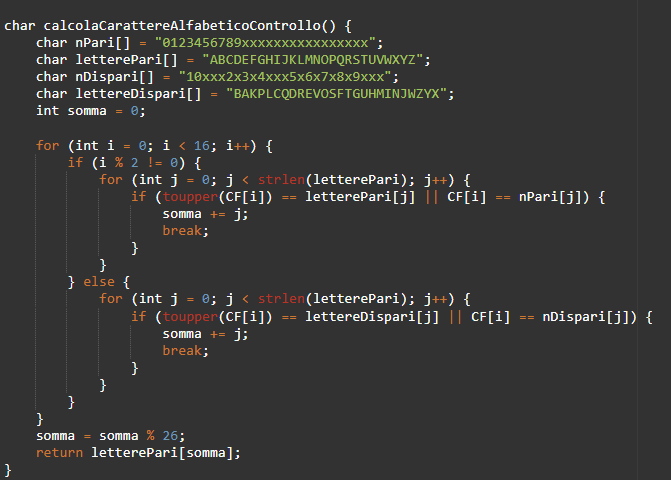 char calcolaCarattereAlfabeticoControllo() {
char nPari[] = "0123456789xxxxxxxxxxxxxxxx";
char letterePari[] = "ABCDEFGHIJKLMNOPQRSTUVWXYZ";
char nDispari[] = "10xxx2x3x4xxx5x6x7x8x9xxx";
char lettereDispari[] = "BAKPLCQDREVOSFTGUHMINJWZYX";
int somma = 0;
for (int i = 0; i < 16; i++) {
if (i % 2 != 0) {
for (int j = 0; j < strlen(letterePari); j++) {
if (toupper(CF[i]) == letterePari[j] || CF[i] == nPari[j]) {
somma += j;
break;
}
}
} else {
for (int j = 0; j < strlen(letterePari); j++) {
if (toupper(CF[i]) == lettereDispari[j] || CF[i] == nDispari[j]) {
somma += j;
break;
}
}
}
}
somma = somma % 26;
return letterePari[somma];
}